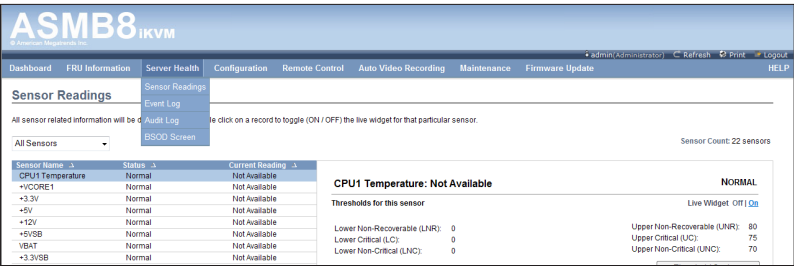 ASMB8iKVM
© American Megatrends Inc.
admin(Administrator) Refresh Print Logout
Dashboard FRU Information Server Health Configuration Remote Control Auto Video Recording Maintenance Firmware Update HELP
Sensor Readings
Event Log
Audit Log
BSOD Screen
Sensor Readings
All sensor related information will be d le click on a record to toggle (ON / OFF) the live widget for that particular sensor.
All Sensors
Sensor Count: 22 sensors
Sensor Name Status Current Reading
CPU1 Temperature Normal Not Available
+VCORE1 Normal Not Available
+3.3V Normal Not Available
+5V Normal Not Available
+12V Normal Not Available
+5VSB Normal Not Available
VBAT Normal Not Available
+3.3VSB Normal Not Available
CPU1 Temperature: Not Available NORMAL
Thresholds for this sensor Live Widget Off | On
Lower Non-Recoverable (LNR): 0 Upper Non-Recoverable (UNR): 80
Lower Critical (LC): 0 Upper Critical (UC): 75
Lower Non-Critical (LNC): 0 Upper Non-Critical (UNC): 70